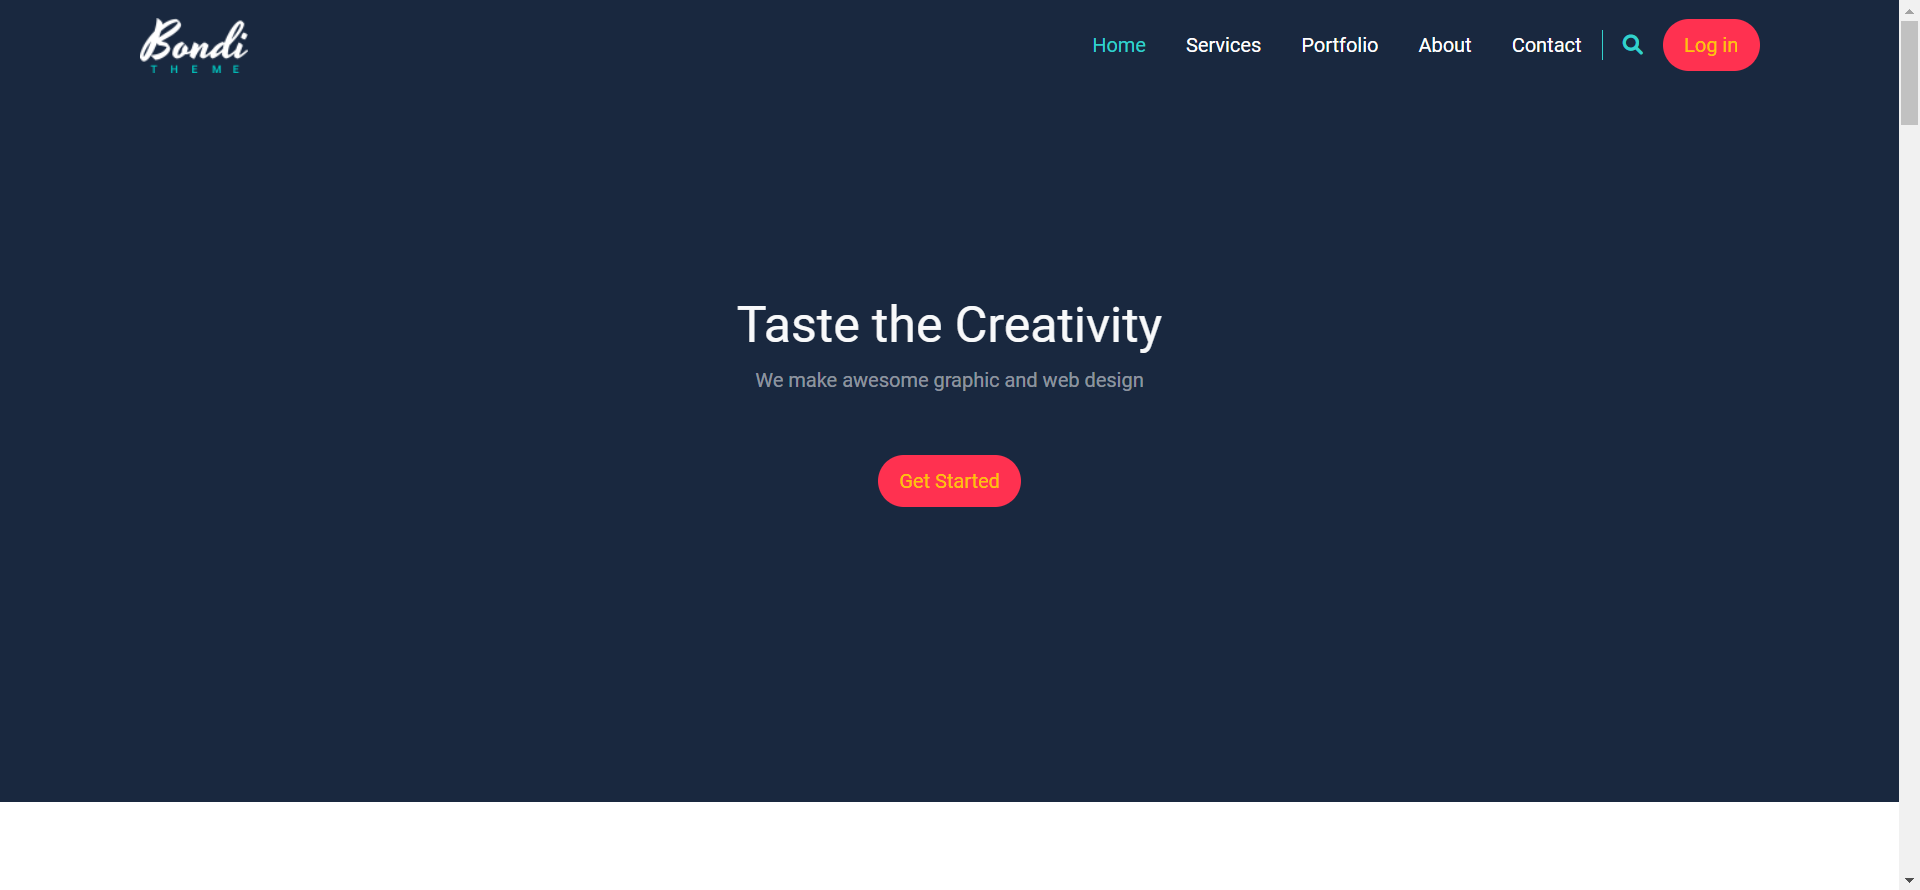 Bondi
THEME
Home Services Portfolio About Contact Log in
Taste the Creativity
We make awesome graphic and web design
Get Started